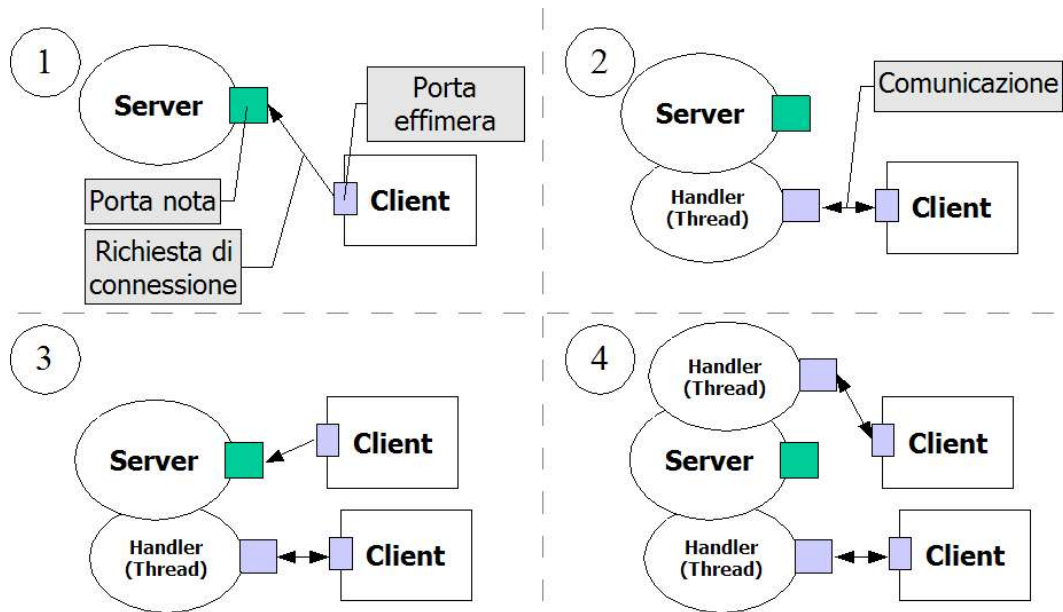 1
Server
Porta
effimera
Porta nota
Client
Richiesta di
connessione
2
Comunicazione
Server
Handler
(Thread)
Client
3
Client
Server
Handler
(Thread)
Client
4
Handler
(Thread)
Client
Server
Handler
(Thread)
Client